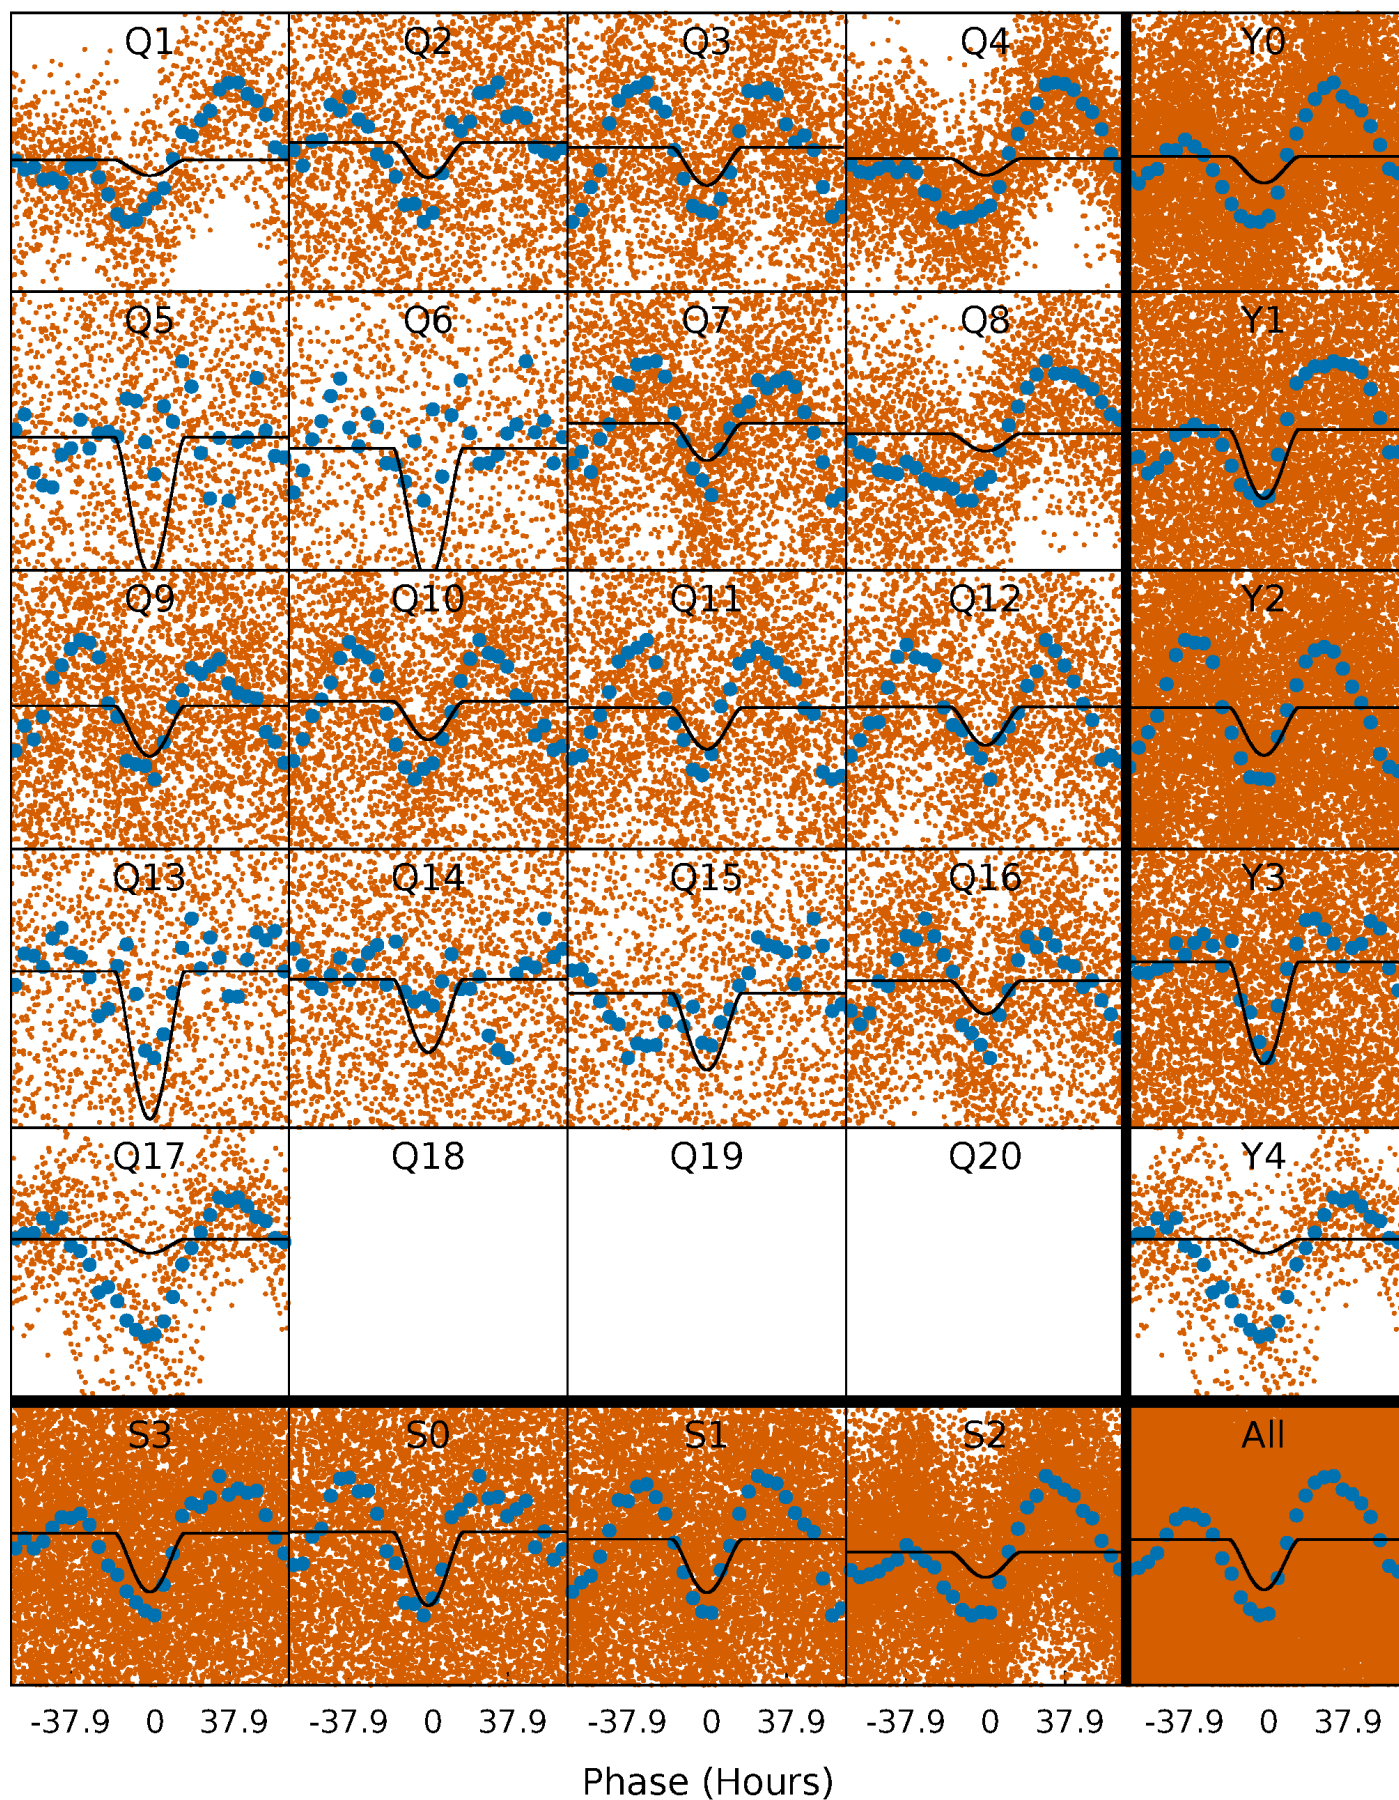 Q1 Q2 Q3 Q4 Y0
Q5 Q6 Q7 Q8 Y1
Q9 Q10 Q11 Q12 Y2
Q13 Q14 Q15 Q16 Y3
Q17 Q18 Q19 Q20 Y4
S3 S0 S1 S2 All
-37.9 0 37.9 -37.9 0 37.9 -37.9 0 37.9 -37.9 0 37.9 -37.9 0 37.9
Phase (Hours)